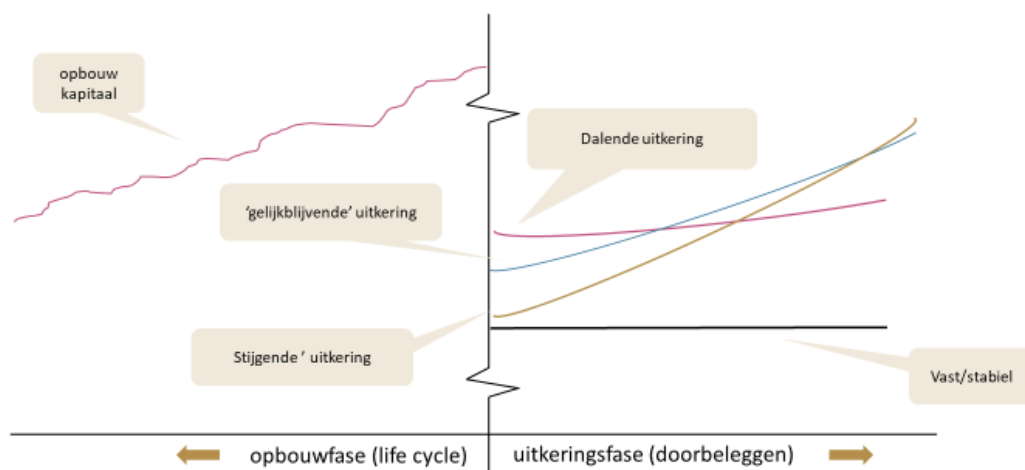 opbouw
kapitaal
Dalende uitkering
‘gelijkblijvende’ uitkering
Stijgende ’ uitkering
Vast/stabiel
opbouwfase (life cycle)
uitkeringsfase (doorbeleggen)